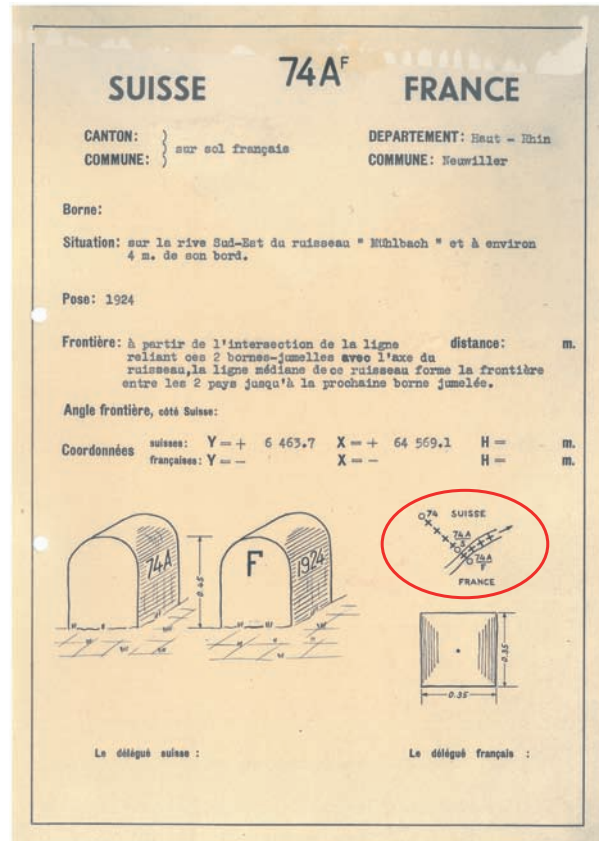 74A F
SUISSE FRANCE
CANTON: DEPARTEMENT: Haut - Rhin
sur sol français
COMMUNE: COMMUNE: Neuwiller
Borne:
Situation: sur la rive Sud-Est du ruisseau " Mühlbach " et à environ
4 m. de son bord.
Pose: 1924
Frontière: à partir de l'intersection de la ligne distance: m.
reliant ces 2 bornes-jumelles avec l'axe du
ruisseau,la ligne médiane de ce ruisseau forme la frontière
entre les 2 pays jusqu'à la prochaine borne jumelée.
Angle frontière, côté Suisse:
Coordonnées suisses: Y = + 6 463.7 X = + 64 569.1 H = m.
françaises: Y = - X = - H = m.
74 SUISSE
74A
S
74A
F
FRANCE
74A 0.45 F 1924
0.35
0.35
Le délégué suisse : Le délégué français :